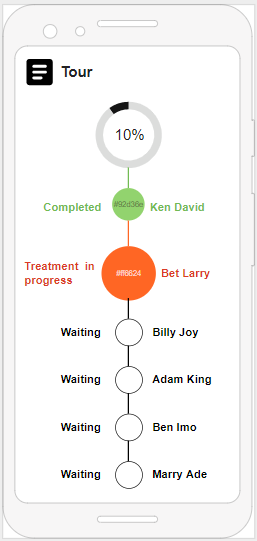 Tour
10%
Completed #92d36e Ken David
Treatment in
progress #ff6624 Bet Larry
Waiting Billy Joy
Waiting Adam King
Waiting Ben Imo
Waiting Marry Ade